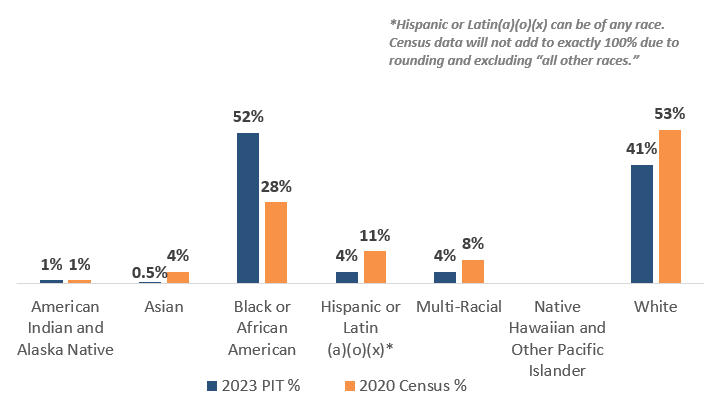 *Hispanic or Latin(a)(o)(x) can be of any race.
Census data will not add to exactly 100% due to
rounding and excluding “all other races.”
1%
1%
0.5%
4%
52%
28%
4%
11%
4%
8%
41%
53%
American
Indian and
Alaska Native
Asian
Black or
African
American
Hispanic or
Latin
(a)(o)(x)*
Multi-Racial
Native
Hawaiian and
Other Pacific
Islander
White
2023 PIT %
2020 Census %